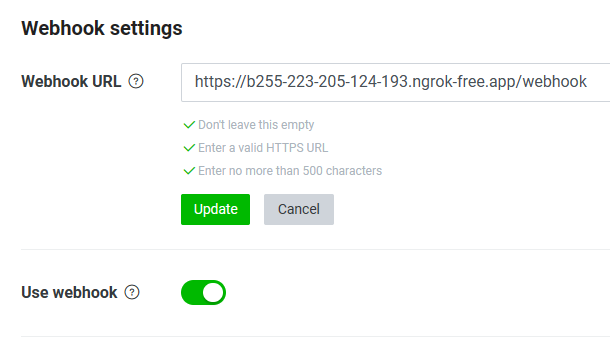 Webhook settings
Webhook URL ?
https://b255-223-205-124-193.ngrok-free.app/webhook
Don't leave this empty
Enter a valid HTTPS URL
Enter no more than 500 characters
Update Cancel
Use webhook ?